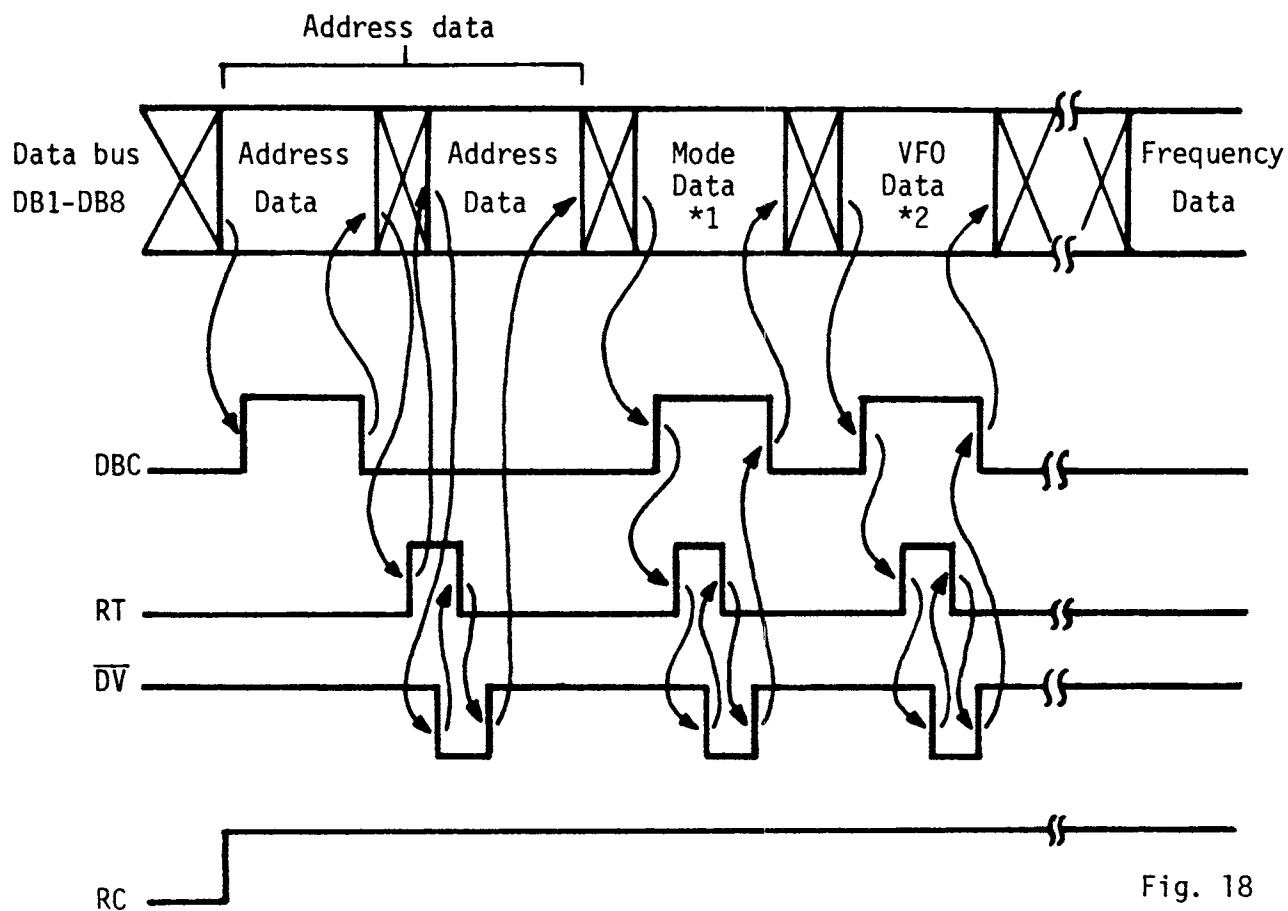 Address data
Data bus
DB1-DB8
Address
Data
Address
Data
Mode
Data
*1
VFO
Data
*2
Frequency
Data
DBC
RT
DV
RC
Fig. 18